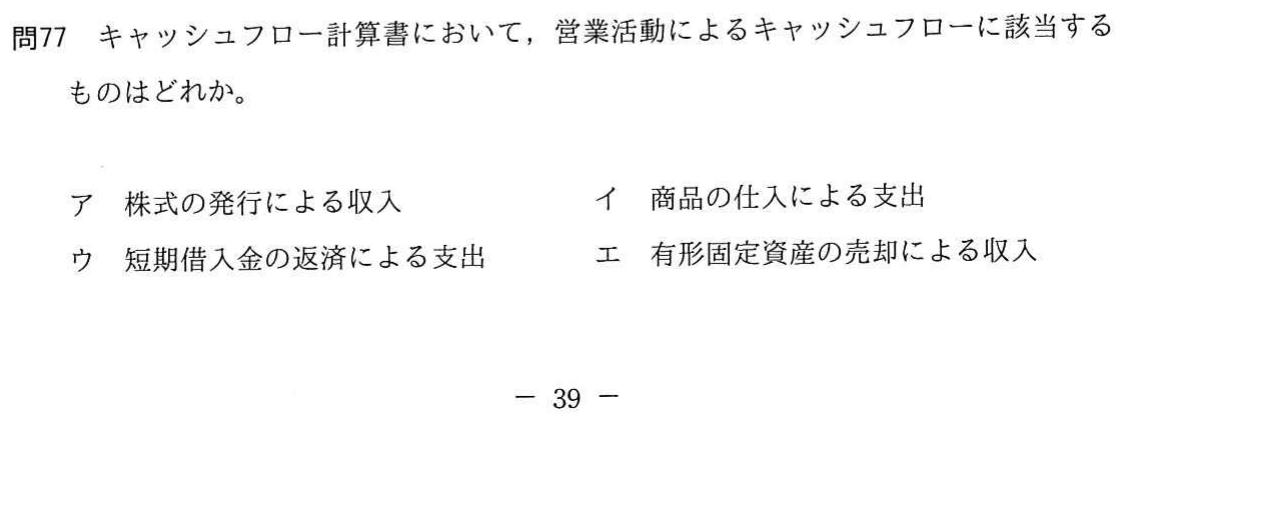 問77　キャッシュフロー計算書において，営業活動によるキャッシュフローに該当する
ものはどれか。
ア　株式の発行による収入　イ　商品の仕入による支出
ウ　短期借入金の返済による支出　エ　有形固定資産の売却による収入
－ 39 －